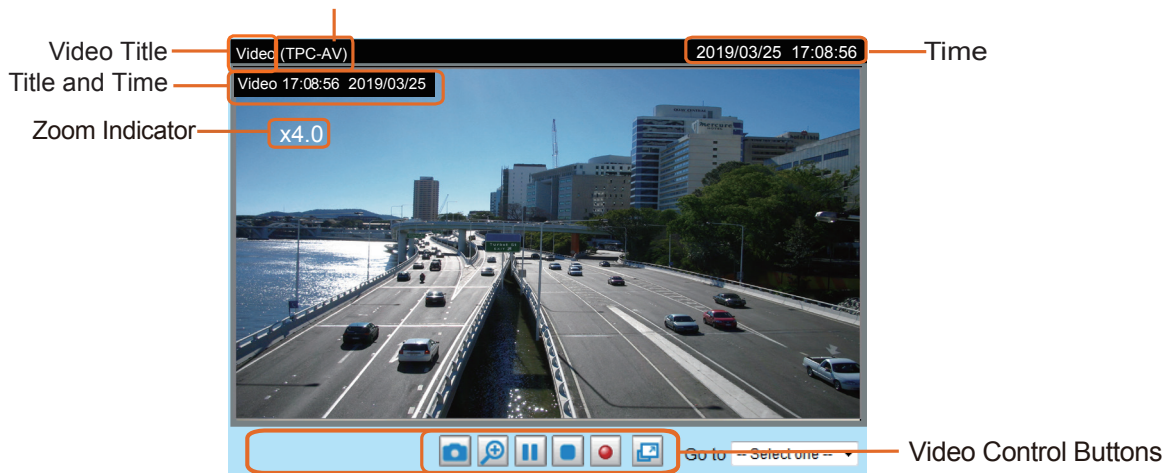 Video Title
Video (TPC-AV)
2019/03/25 17:08:56
Time
Title and Time
Video 17:08:56 2019/03/25
Zoom Indicator
x4.0
Mercure
Go to
-- Select one --
Video Control Buttons